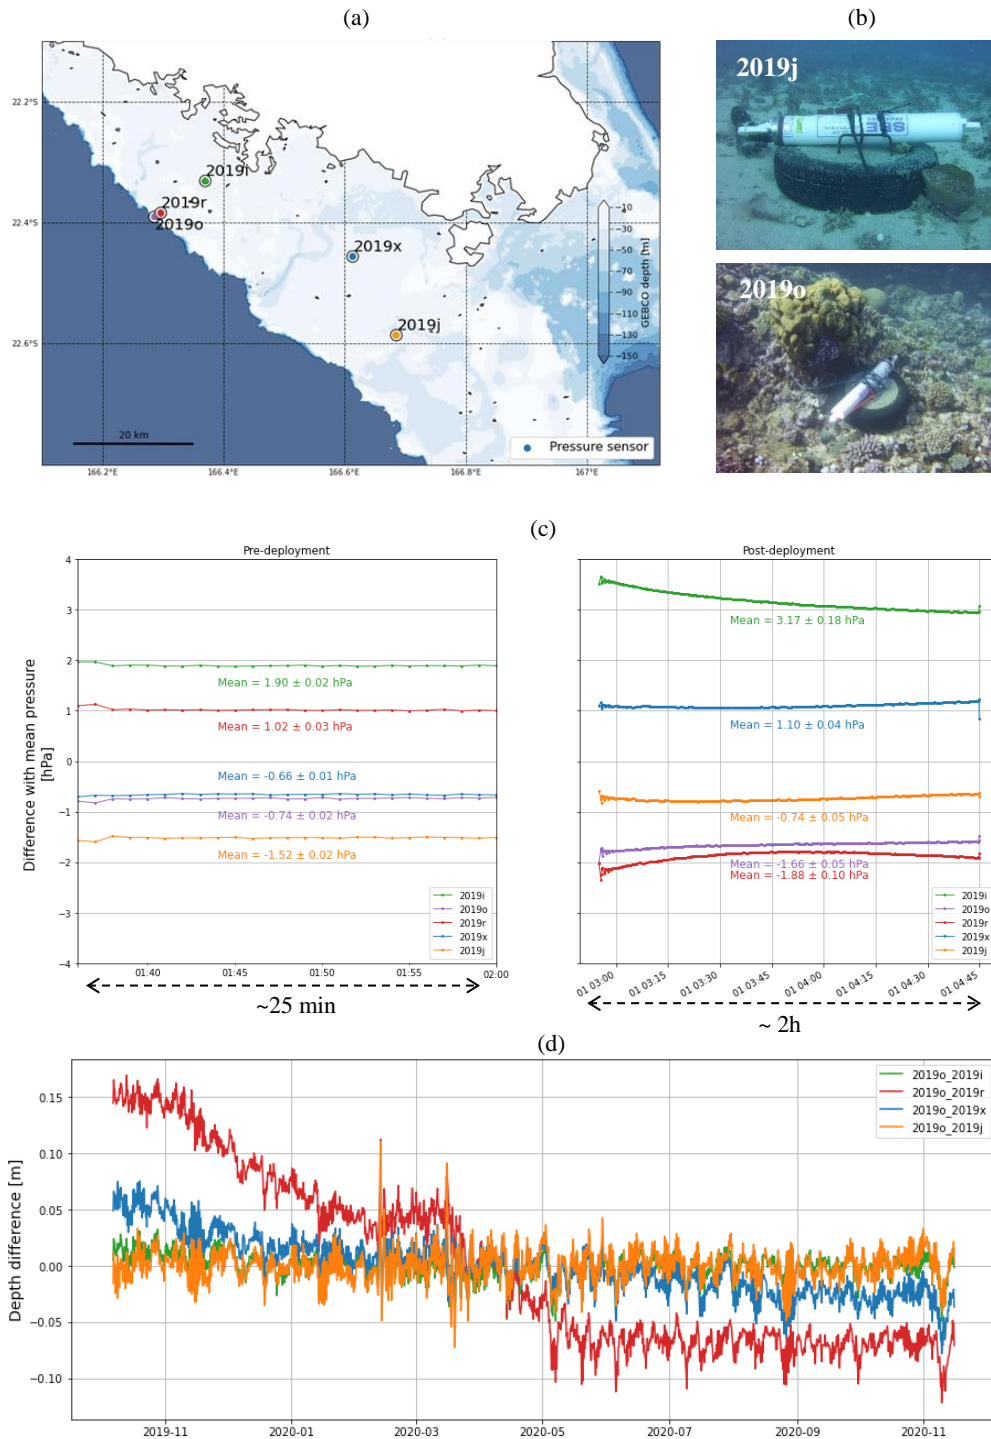 (a)
(b)
22.2°S
22.4°S
22.6°S
2019i
2019r
2019o
2019x
2019j
−10
−30
−50
−70
−90
−110
−130
−150
GEBCO depth [m]
20 km
Pressure sensor
166.2°E
166.4°E
166.6°E
166.8°E
167°E
2019j
SBE
2019o
(c)
Pre-deployment
Difference with mean pressure
[hPa]
4
3
2
1
0
−1
−2
−3
−4
Mean = 1.90 ± 0.02 hPa
Mean = 1.02 ± 0.03 hPa
Mean = -0.66 ± 0.01 hPa
Mean = -0.74 ± 0.02 hPa
Mean = -1.52 ± 0.02 hPa
2019i
2019o
2019r
2019x
2019j
01:40
01:45
01:50
01:55
02:00
~25 min
Post-deployment
Mean = 3.17 ± 0.18 hPa
Mean = 1.10 ± 0.04 hPa
Mean = -0.74 ± 0.05 hPa
Mean = -1.66 ± 0.05 hPa
Mean = -1.88 ± 0.10 hPa
2019i
2019o
2019r
2019x
2019j
01 03:00
01 03:15
01 03:30
01 03:45
01 04:00
01 04:15
01 04:30
01 04:45
~ 2h
(d)
Depth difference [m]
0.15
0.10
0.05
0.00
−0.05
−0.10
2019o_2019i
2019o_2019r
2019o_2019x
2019o_2019j
2019-11
2020-01
2020-03
2020-05
2020-07
2020-09
2020-11